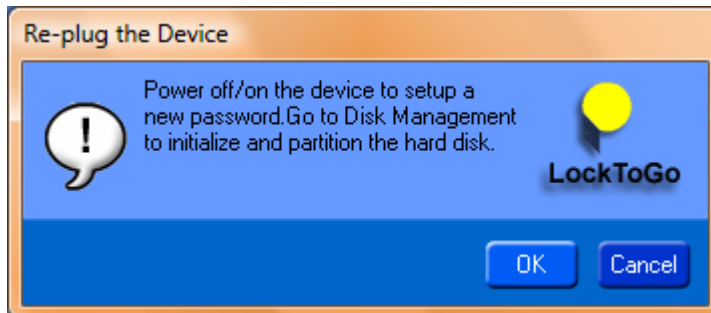 Re-plug the Device
Power off/on the device to setup a
new password.Go to Disk Management
to initialize and partition the hard disk.
!
LockToGo
OK
Cancel